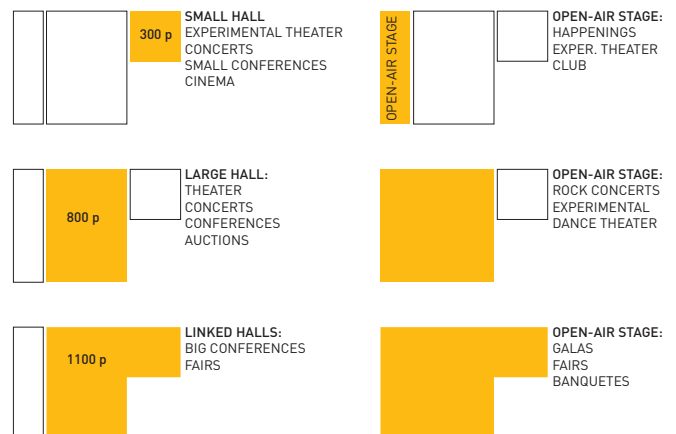 300 p
SMALL HALL
EXPERIMENTAL THEATER
CONCERTS
SMALL CONFERENCES
CINEMA
OPEN-AIR STAGE
OPEN-AIR STAGE:
HAPPENINGS
EXPER. THEATER
CLUB
800 p
LARGE HALL:
THEATER
CONCERTS
CONFERENCES
AUCTIONS
OPEN-AIR STAGE:
ROCK CONCERTS
EXPERIMENTAL
DANCE THEATER
1100 p
LINKED HALLS:
BIG CONFERENCES
FAIRS
OPEN-AIR STAGE:
GALAS
FAIRS
BANQUETES